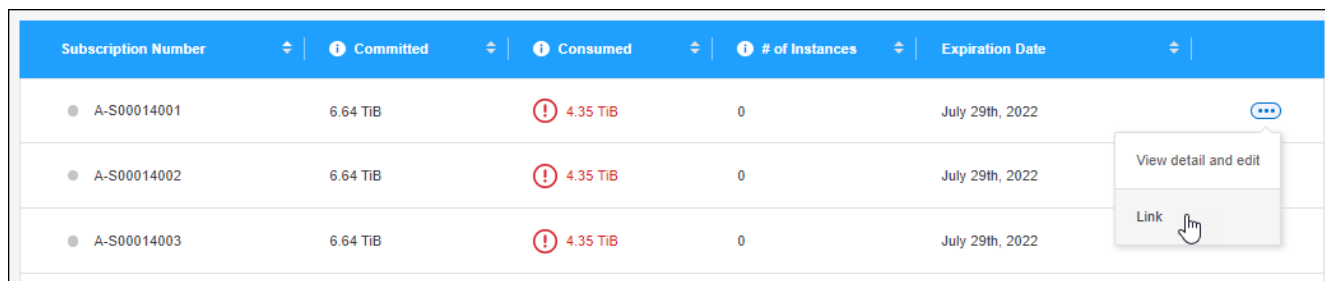 Subscription Number Committed Consumed # of Instances Expiration Date
A-S00014001 6.64 TiB 4.35 TiB 0 July 29th, 2022
View detail and edit
A-S00014002 6.64 TiB 4.35 TiB 0 July 29th, 2022
Link
A-S00014003 6.64 TiB 4.35 TiB 0 July 29th, 2022